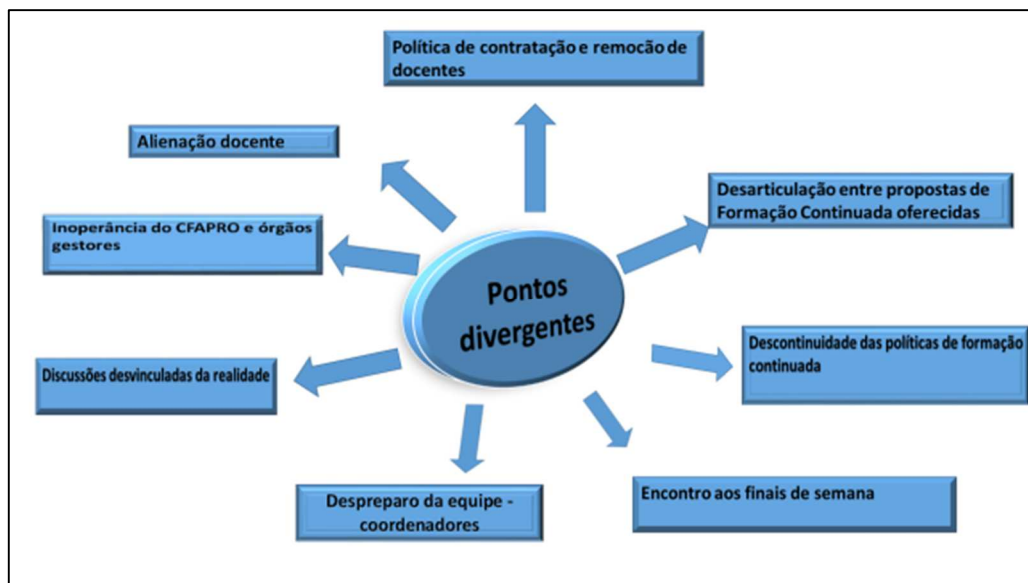 Política de contratação e remocão de
docentes
Alienação docente
Desarticulação entre propostas de
Formação Continuada oferecidas
Inoperância do CFAPRO e órgãos
gestores
Pontos
divergentes
Descontinuidade das políticas de formação
continuada
Discussões desvinculadas da realidade
Encontro aos finais de semana
Despreparo da equipe -
coordenadores